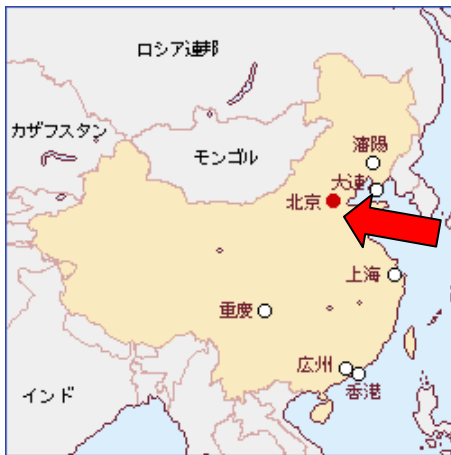 ロシア連邦
カザフスタン
モンゴル
瀋陽
大連
北京
上海
重慶
広州
香港
インド